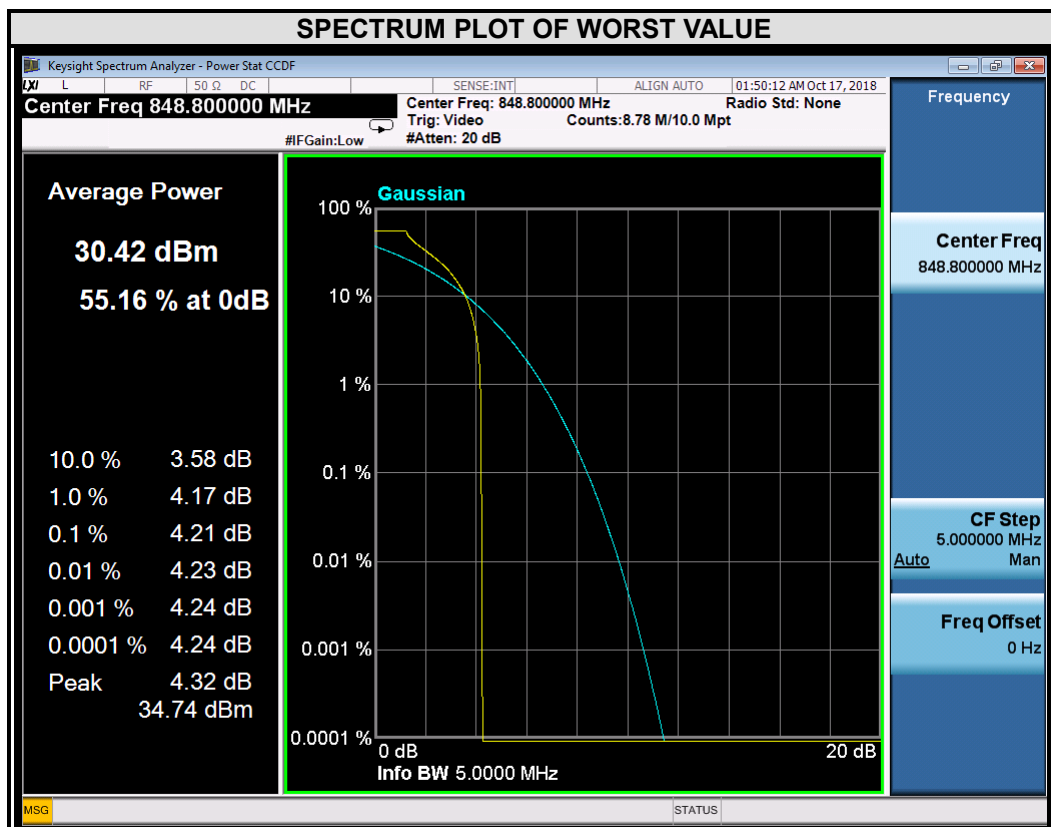 SPECTRUM PLOT OF WORST VALUE
Keysight Spectrum Analyzer - Power Stat CCDF
LXI L RF 50 Ω DC SENSE:INT ALIGN AUTO 01:50:12 AM Oct 17, 2018
Center Freq 848.800000 MHz
Center Freq: 848.800000 MHz Radio Std: None
Trig: Video Counts:8.78 M/10.0 Mpt
#IFGain:Low #Atten: 20 dB
Average Power
30.42 dBm
55.16 % at 0dB
10.0 % 3.58 dB
1.0 % 4.17 dB
0.1 % 4.21 dB
0.01 % 4.23 dB
0.001 % 4.24 dB
0.0001 % 4.24 dB
Peak 4.32 dB
34.74 dBm
Gaussian
100 %
10 %
1 %
0.1 %
0.01 %
0.001 %
0.0001 %
0 dB 20 dB
Info BW 5.0000 MHz
Frequency
Center Freq
848.800000 MHz
CF Step
5.000000 MHz
Auto Man
Freq Offset
0 Hz
MSG STATUS